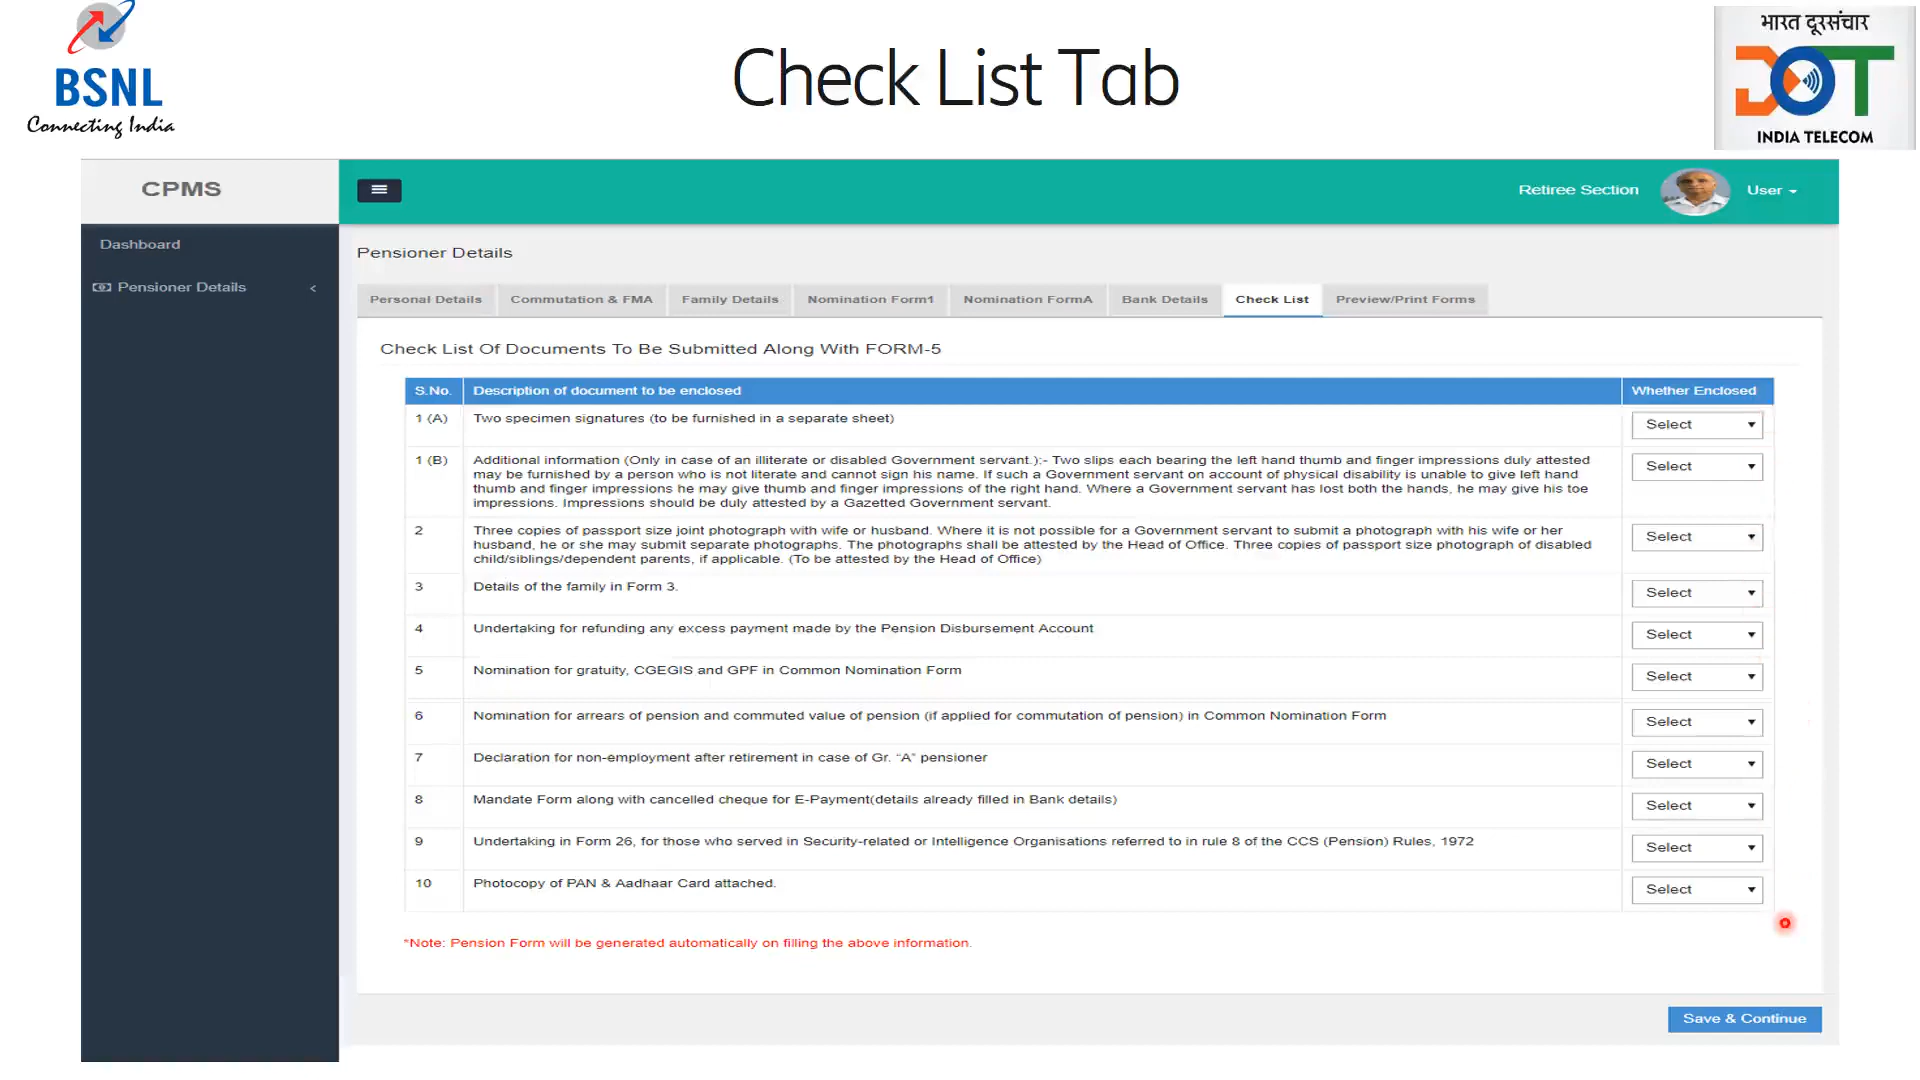 BSNL
Connecting India
Check List Tab
भारत दूरसंचार
DOT
INDIA TELECOM
CPMS
Retiree Section
User
Dashboard
Pensioner Details
Pensioner Details
Personal Details
Commutation & FMA
Family Details
Nomination Form1
Nomination FormA
Bank Details
Check List
Preview/Print Forms
Check List Of Documents To Be Submitted Along With FORM-5
S.No. Description of document to be enclosed Whether Enclosed
1 (A) Two specimen signatures (to be furnished in a separate sheet) Select
1 (B) Additional information (Only in case of an illiterate or disabled Government servant.):- Two slips each bearing the left hand thumb and finger impressions duly attested Select
may be furnished by a person who is not literate and cannot sign his name. If such a Government servant on account of physical disability is unable to give left hand
thumb and finger impressions he may give thumb and finger impressions of the right hand. Where a Government servant has lost both the hands, he may give his toe
impressions. Impressions should be duly attested by a Gazetted Government servant.
2 Three copies of passport size joint photograph with wife or husband. Where it is not possible for a Government servant to submit a photograph with his wife or her Select
husband, he or she may submit separate photographs. The photographs shall be attested by the Head of Office. Three copies of passport size photograph of disabled
child/siblings/dependent parents, if applicable. (To be attested by the Head of Office)
3 Details of the family in Form 3. Select
4 Undertaking for refunding any excess payment made by the Pension Disbursement Account Select
5 Nomination for gratuity, CGEGIS and GPF in Common Nomination Form Select
6 Nomination for arrears of pension and commuted value of pension (if applied for commutation of pension) in Common Nomination Form Select
7 Declaration for non-employment after retirement in case of Gr. “A” pensioner Select
8 Mandate Form along with cancelled cheque for E-Payment(details already filled in Bank details) Select
9 Undertaking in Form 26, for those who served in Security-related or Intelligence Organisations referred to in rule 8 of the CCS (Pension) Rules, 1972 Select
10 Photocopy of PAN & Aadhaar Card attached. Select
*Note: Pension Form will be generated automatically on filling the above information.
Save & Continue